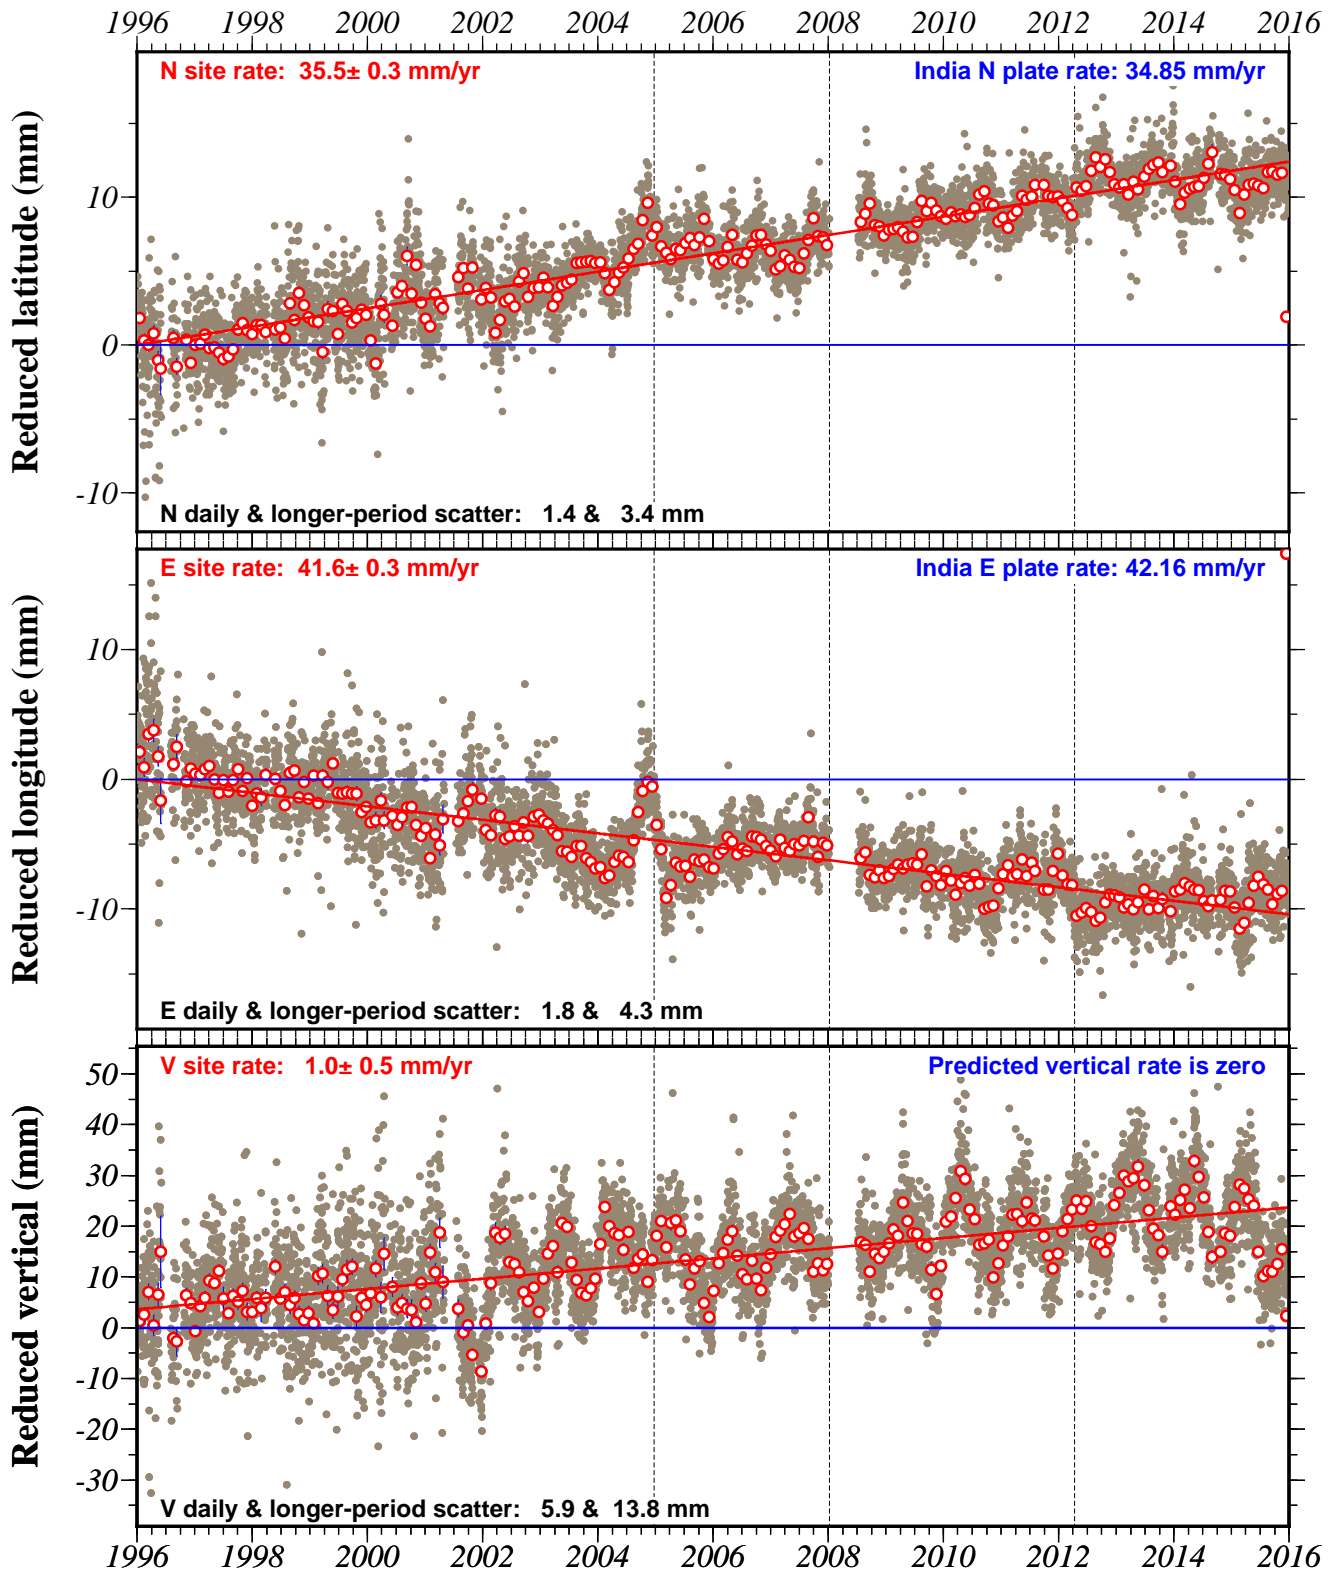 1996 1998 2000 2002 2004 2006 2008 2010 2012 2014 2016
N site rate: 35.5± 0.3 mm/yr
India N plate rate: 34.85 mm/yr
Reduced latitude (mm)
10
0
-10
N daily & longer-period scatter: 1.4 & 3.4 mm
E site rate: 41.6± 0.3 mm/yr
India E plate rate: 42.16 mm/yr
Reduced longitude (mm)
10
0
-10
E daily & longer-period scatter: 1.8 & 4.3 mm
V site rate: 1.0± 0.5 mm/yr
Predicted vertical rate is zero
Reduced vertical (mm)
50
40
30
20
10
0
-10
-20
-30
V daily & longer-period scatter: 5.9 & 13.8 mm
1996 1998 2000 2002 2004 2006 2008 2010 2012 2014 2016